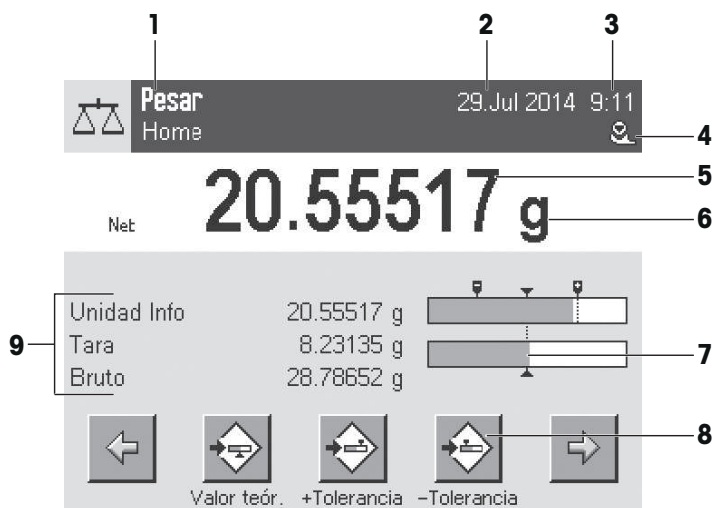 1
2
3
Pesar
29.Jul 2014 9:11
Home
4
20.55517
5
Net
g
6
Unidad Info 20.55517 g
9
Tara 8.23135 g
7
Bruto 28.78652 g
8
Valor teór. +Tolerancia −Tolerancia